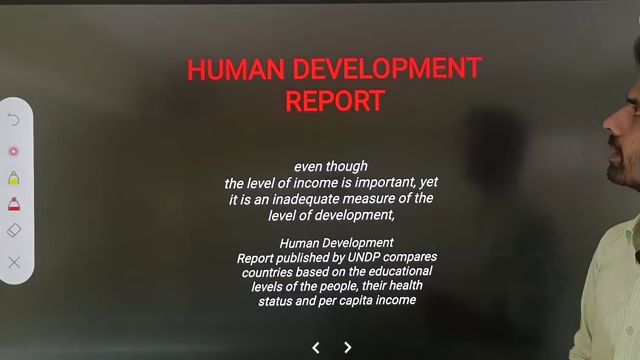 HUMAN DEVELOPMENT
REPORT
even though
the level of income is important, yet
it is an inadequate measure of the
level of development,
Human Development
Report published by UNDP compares
countries based on the educational
levels of the people, their health
status and per capita income